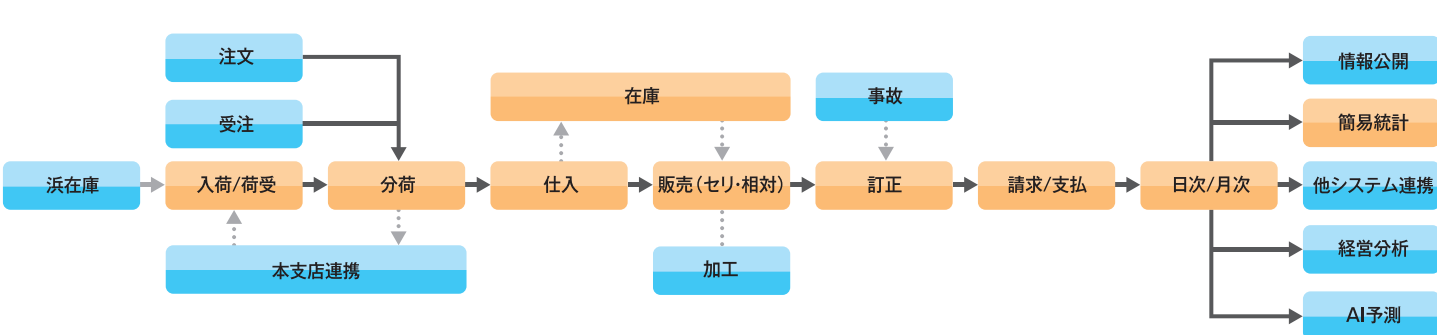 注文
受注
浜在庫
入荷/荷受
分荷
本支店連携
在庫
仕入
販売（セリ・相対）
加工
事故
訂正
請求/支払
日次/月次
情報公開
簡易統計
他システム連携
経営分析
AI予測